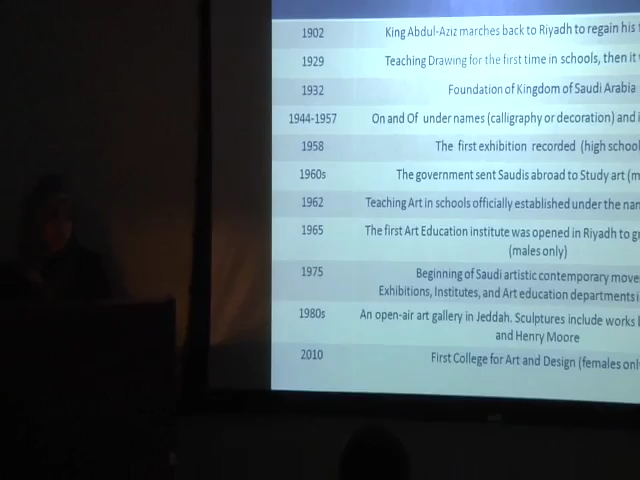 1902 King Abdul-Aziz marches back to Riyadh to regain his
1929 Teaching Drawing for the first time in schools, then it
1932 Foundation of Kingdom of Saudi Arabia
1944-1957 On and Of under names (calligraphy or decoration) and
1958 The first exhibition recorded (high school
1960s The government sent Saudis abroad to Study art (m
1962 Teaching Art in schools officially established under the nam
1965 The first Art Education institute was opened in Riyadh to
(males only)
1975 Beginning of Saudi artistic contemporary move
Exhibitions, Institutes, and Art education departments
1980s An open-air art gallery in Jeddah. Sculptures include works
and Henry Moore
2010 First College for Art and Design (females onl